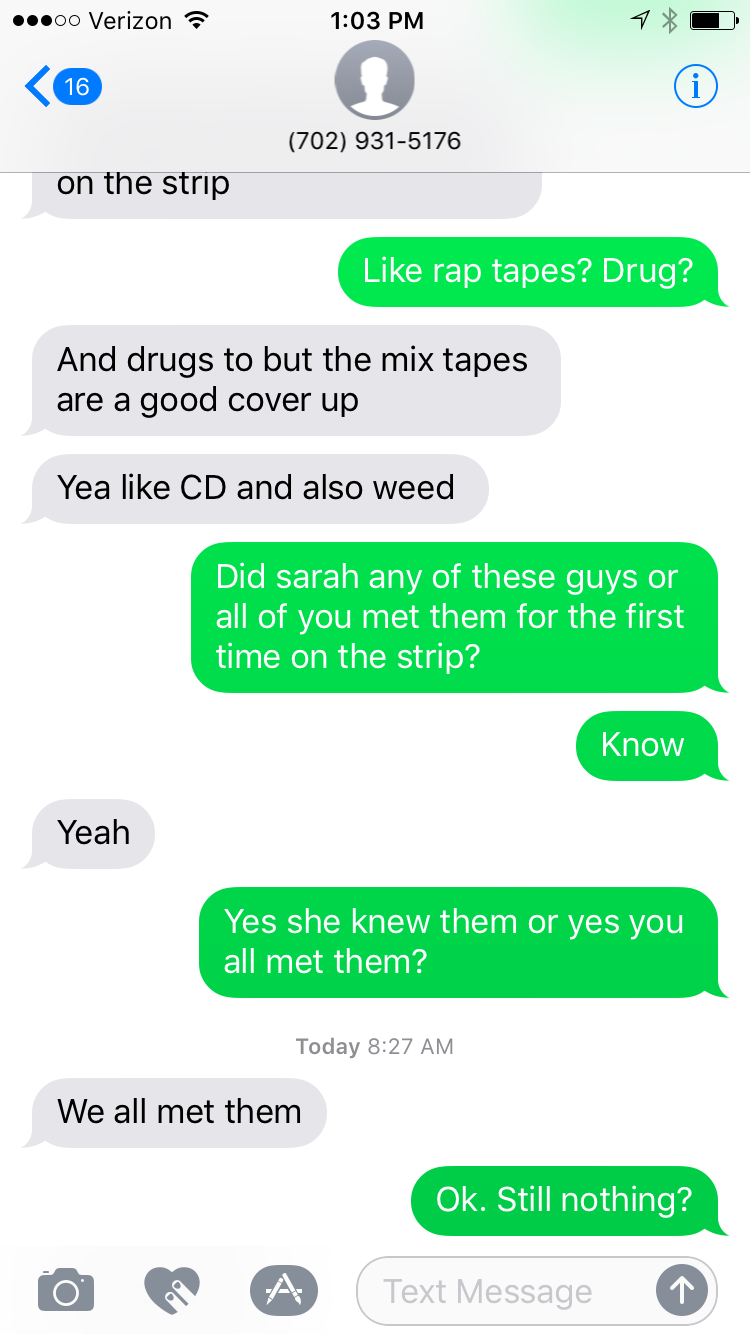 Verizon 1:03 PM
16
(702) 931-5176
on the strip
Like rap tapes? Drug?
And drugs to but the mix tapes
are a good cover up
Yea like CD and also weed
Did sarah any of these guys or
all of you met them for the first
time on the strip?
Know
Yeah
Yes she knew them or yes you
all met them?
Today 8:27 AM
We all met them
Ok. Still nothing?
Text Message